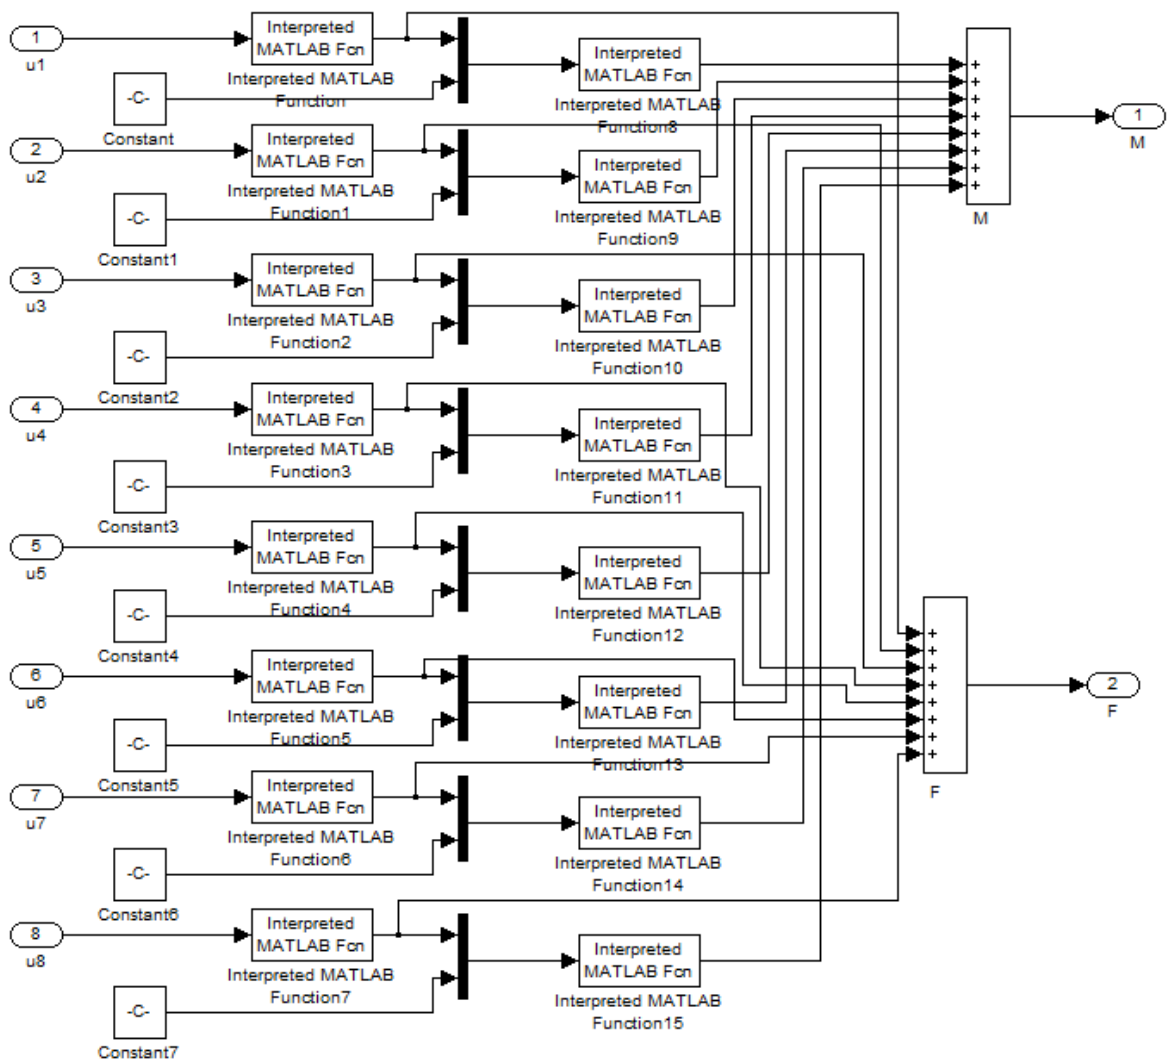 1
u1
Interpreted
MATLAB Fcn
Interpreted MATLAB
Function
-C-
Constant
Interpreted
MATLAB Fcn
Interpreted MATLAB
Function8
+
+
+
+
+
+
+
+
M
1
M
2
u2
Interpreted
MATLAB Fcn
Interpreted MATLAB
Function1
-C-
Constant1
Interpreted
MATLAB Fcn
Interpreted MATLAB
Function9
3
u3
Interpreted
MATLAB Fcn
Interpreted MATLAB
Function2
-C-
Constant2
Interpreted
MATLAB Fcn
Interpreted MATLAB
Function10
4
u4
Interpreted
MATLAB Fcn
Interpreted MATLAB
Function3
-C-
Constant3
Interpreted
MATLAB Fcn
Interpreted MATLAB
Function11
5
u5
Interpreted
MATLAB Fcn
Interpreted MATLAB
Function4
-C-
Constant4
Interpreted
MATLAB Fcn
Interpreted MATLAB
Function12
+
+
+
+
+
+
+
+
F
2
F
6
u6
Interpreted
MATLAB Fcn
Interpreted MATLAB
Function5
-C-
Constant5
Interpreted
MATLAB Fcn
Interpreted MATLAB
Function13
7
u7
Interpreted
MATLAB Fcn
Interpreted MATLAB
Function6
-C-
Constant6
Interpreted
MATLAB Fcn
Interpreted MATLAB
Function14
8
u8
Interpreted
MATLAB Fcn
Interpreted MATLAB
Function7
-C-
Constant7
Interpreted
MATLAB Fcn
Interpreted MATLAB
Function15